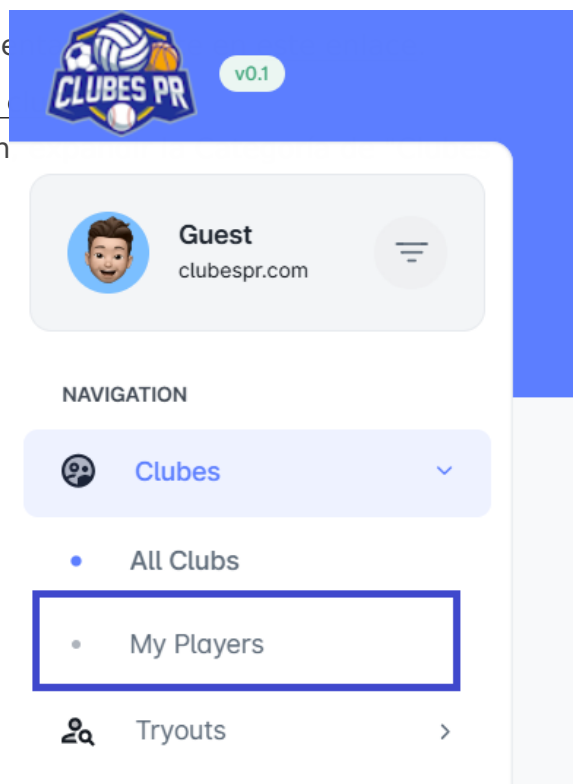 CLUBES PR
v0.1
Guest
clubespr.com
NAVIGATION
Clubes
All Clubs
My Players
Tryouts